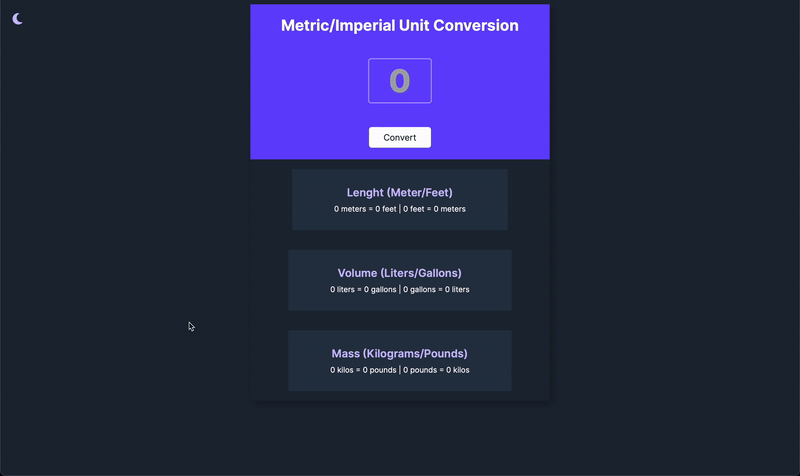 Metric/Imperial Unit Conversion
0
Convert
Lenght (Meter/Feet)
0 meters = 0 feet | 0 feet = 0 meters
Volume (Liters/Gallons)
0 liters = 0 gallons | 0 gallons = 0 liters
Mass (Kilograms/Pounds)
0 kilos = 0 pounds | 0 pounds = 0 kilos